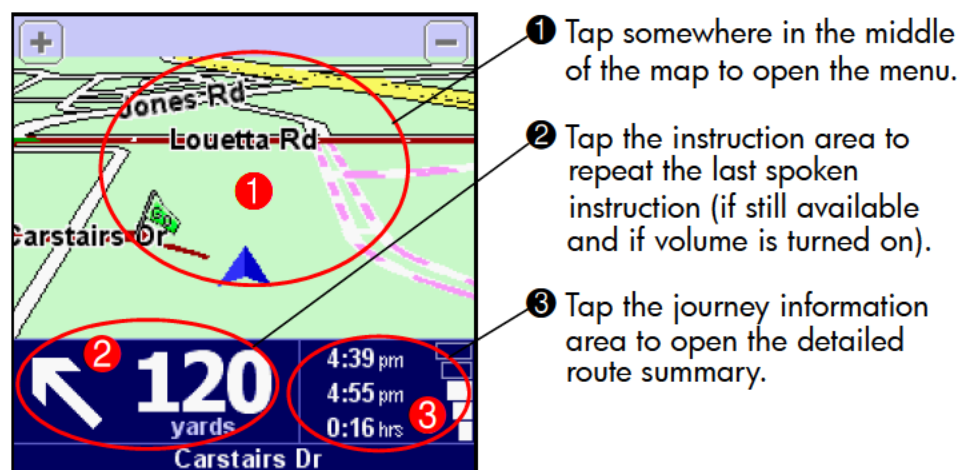 +
−
Jones Rd
Louetta Rd
1
GO
Carstairs Dr
2
120
yards
4:39 pm
4:55 pm
0:16 hrs
3
Carstairs Dr
❶ Tap somewhere in the middle
of the map to open the menu.
❷ Tap the instruction area to
repeat the last spoken
instruction (if still available
and if volume is turned on).
❸ Tap the journey information
area to open the detailed
route summary.